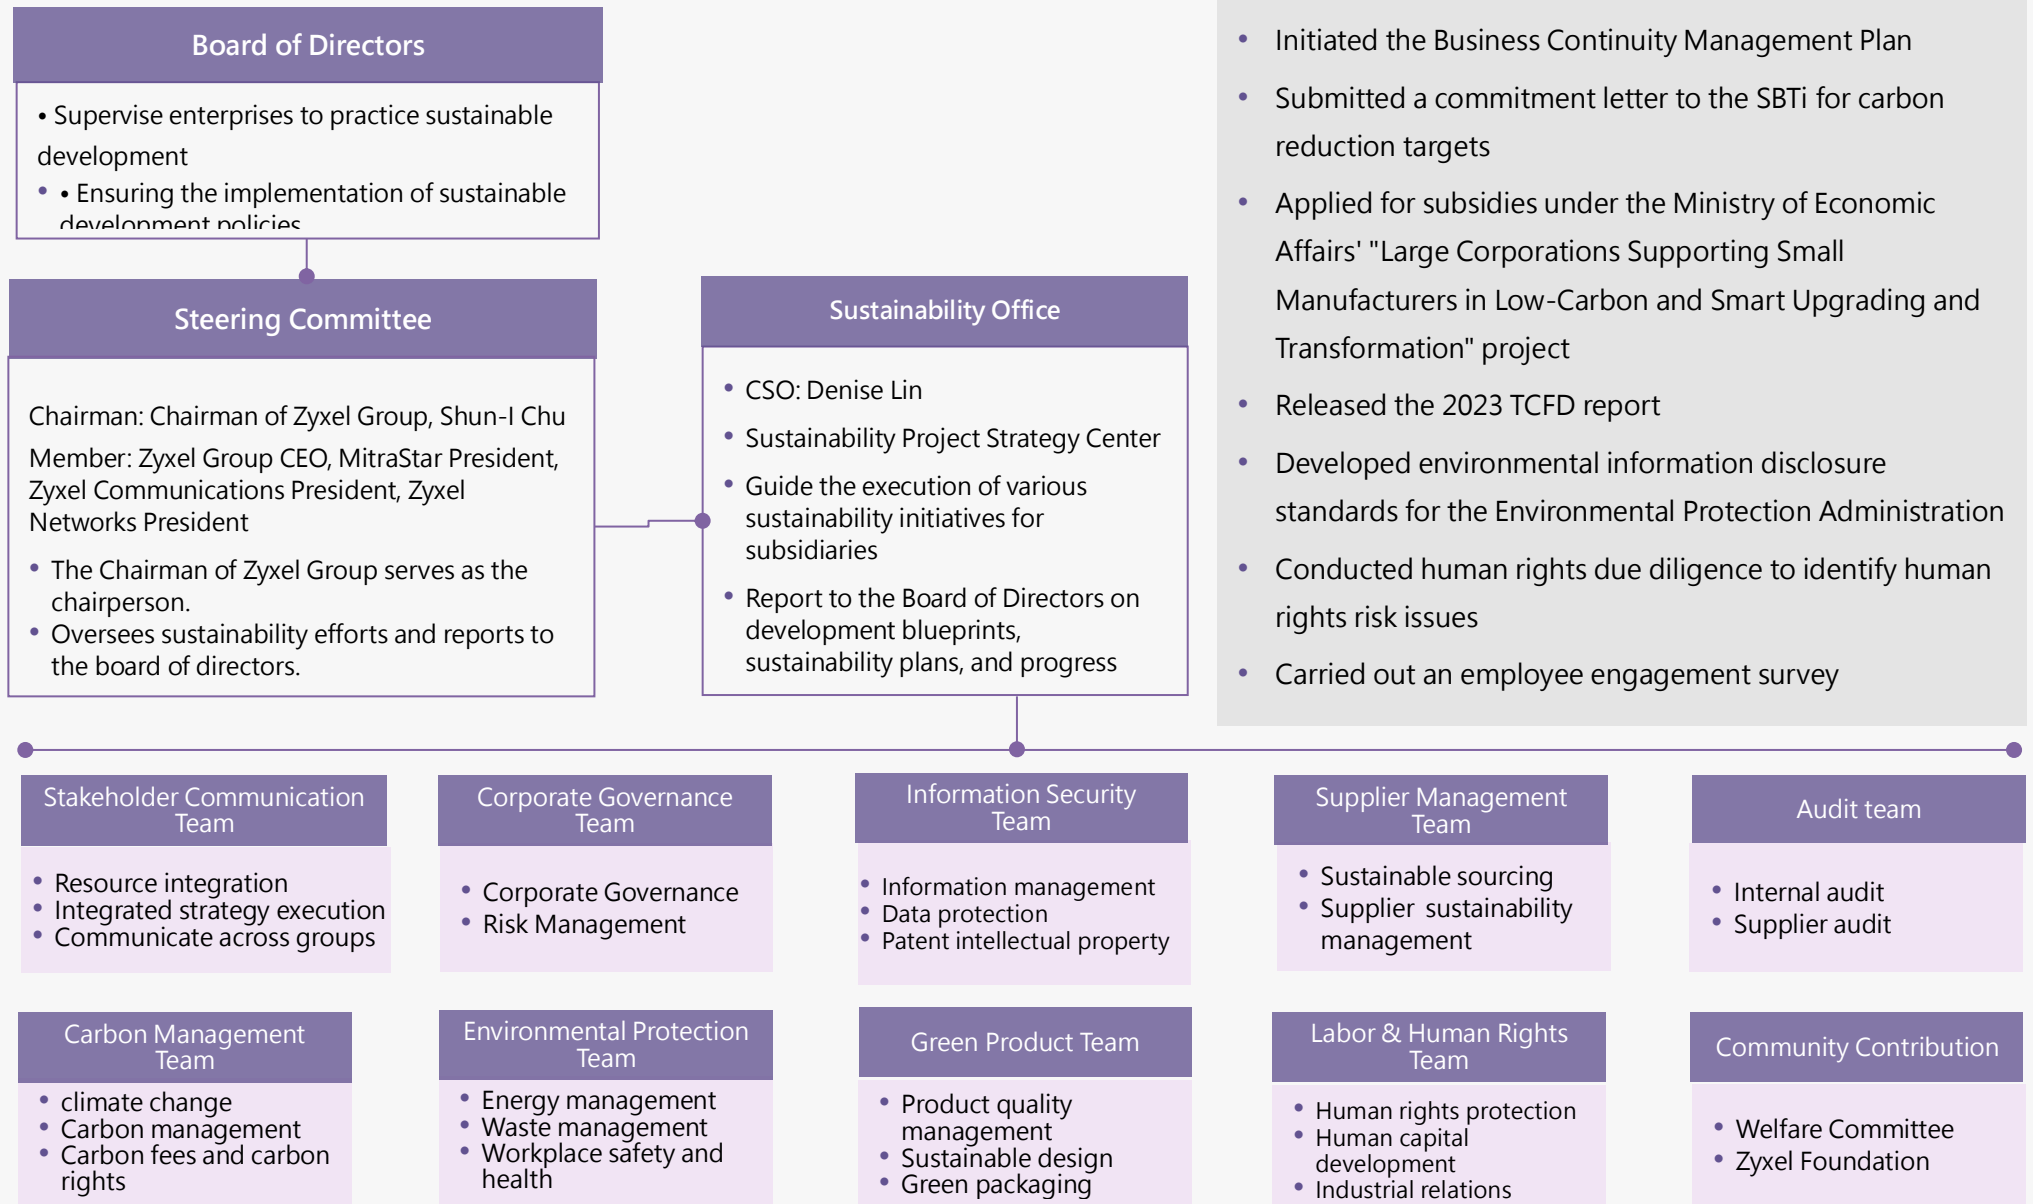 Board of Directors
• Supervise enterprises to practice sustainable
development
• • Ensuring the implementation of sustainable
development policies
Steering Committee
Chairman: Chairman of Zyxel Group, Shun-I Chu
Member: Zyxel Group CEO, MitraStar President,
Zyxel Communications President, Zyxel
Networks President
• The Chairman of Zyxel Group serves as the
chairperson.
• Oversees sustainability efforts and reports to
the board of directors.
Sustainability Office
• CSO: Denise Lin
• Sustainability Project Strategy Center
• Guide the execution of various
sustainability initiatives for
subsidiaries
• Report to the Board of Directors on
development blueprints,
sustainability plans, and progress
• Initiated the Business Continuity Management Plan
• Submitted a commitment letter to the SBTi for carbon
reduction targets
• Applied for subsidies under the Ministry of Economic
Affairs' "Large Corporations Supporting Small
Manufacturers in Low-Carbon and Smart Upgrading and
Transformation" project
• Released the 2023 TCFD report
• Developed environmental information disclosure
standards for the Environmental Protection Administration
• Conducted human rights due diligence to identify human
rights risk issues
• Carried out an employee engagement survey
Stakeholder Communication
Team
• Resource integration
• Integrated strategy execution
• Communicate across groups
Corporate Governance
Team
• Corporate Governance
• Risk Management
Information Security
Team
• Information management
• Data protection
• Patent intellectual property
Supplier Management
Team
• Sustainable sourcing
• Supplier sustainability
management
Audit team
• Internal audit
• Supplier audit
Carbon Management
Team
• climate change
• Carbon management
• Carbon fees and carbon
rights
Environmental Protection
Team
• Energy management
• Waste management
• Workplace safety and
health
Green Product Team
• Product quality
management
• Sustainable design
• Green packaging
Labor & Human Rights
Team
• Human rights protection
• Human capital
development
• Industrial relations
Community Contribution
• Welfare Committee
• Zyxel Foundation